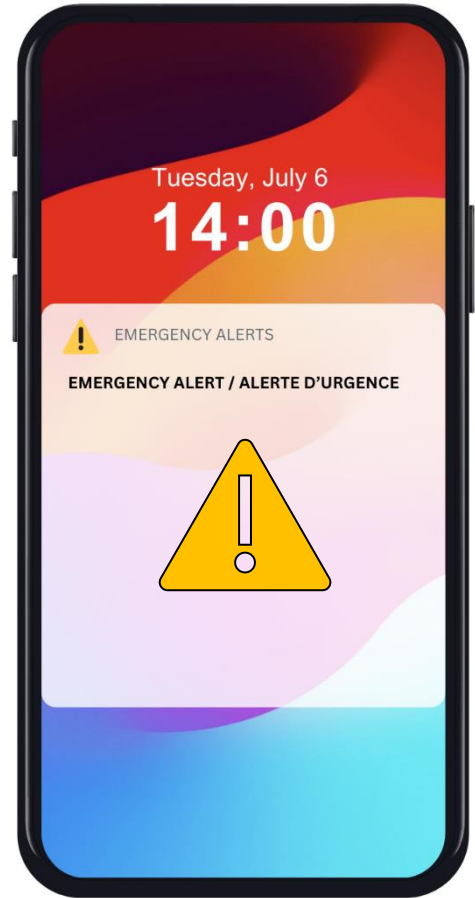 Tuesday, July 6
14:00
EMERGENCY ALERTS
EMERGENCY ALERT / ALERTE D’URGENCE